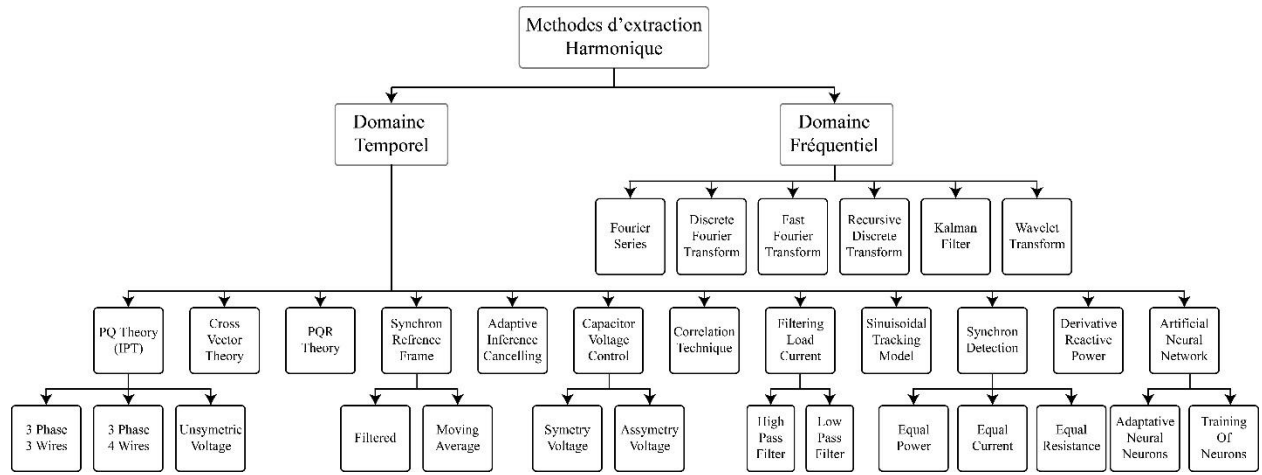 Methodes d'extraction
Harmonique
Domaine
Temporel
Domaine
Fréquentiel
Fourier
Series
Discrete
Fourier
Transform
Fast
Fourier
Transform
Recursive
Discrete
Transform
Kalman
Filter
Wavelet
Transform
PQ Theory
(IPT)
Cross
Vector
Theory
PQR
Theory
Synchron
Refrence
Frame
Adaptive
Inference
Cancelling
Capacitor
Voltage
Control
Correlation
Technique
Filtering
Load
Current
Sinuisoidal
Tracking
Model
Synchron
Detection
Derivative
Reactive
Power
Artificial
Neural
Network
3 Phase
3 Wires
3 Phase
4 Wires
Unsymetric
Voltage
Filtered
Moving
Average
Symetry
Voltage
Assymetry
Voltage
High
Pass
Filter
Low
Pass
Filter
Equal
Power
Equal
Current
Equal
Resistance
Adaptative
Neural
Neurons
Training
Of
Neurons